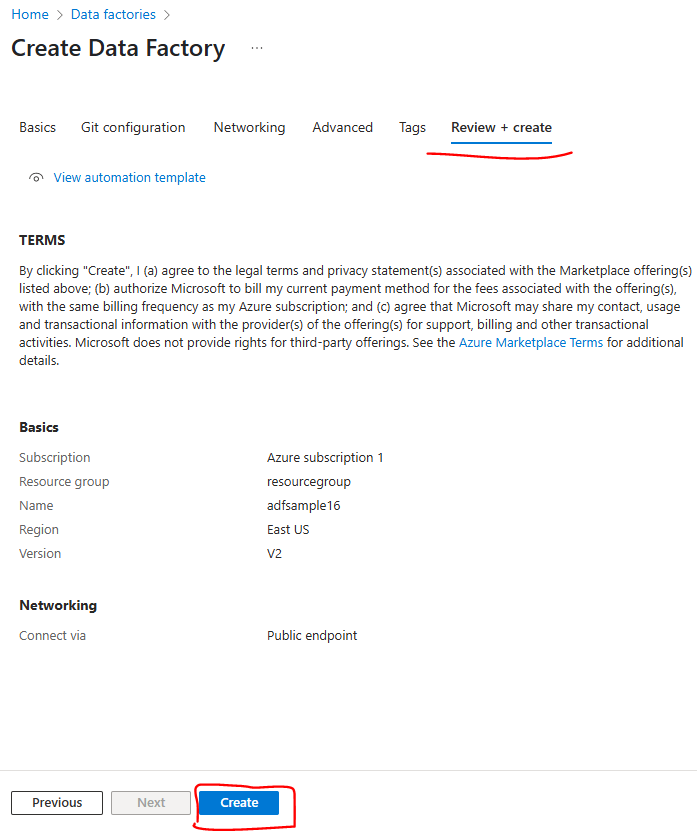 Home > Data factories >
Create Data Factory ...
Basics Git configuration Networking Advanced Tags Review + create
View automation template
TERMS
By clicking "Create", I (a) agree to the legal terms and privacy statement(s) associated with the Marketplace offering(s)
listed above; (b) authorize Microsoft to bill my current payment method for the fees associated with the offering(s),
with the same billing frequency as my Azure subscription; and (c) agree that Microsoft may share my contact, usage
and transactional information with the provider(s) of the offering(s) for support, billing and other transactional
activities. Microsoft does not provide rights for third-party offerings. See the Azure Marketplace Terms for additional
details.
Basics
Subscription Azure subscription 1
Resource group resourcegroup
Name adfsample16
Region East US
Version V2
Networking
Connect via Public endpoint
Previous Next Create